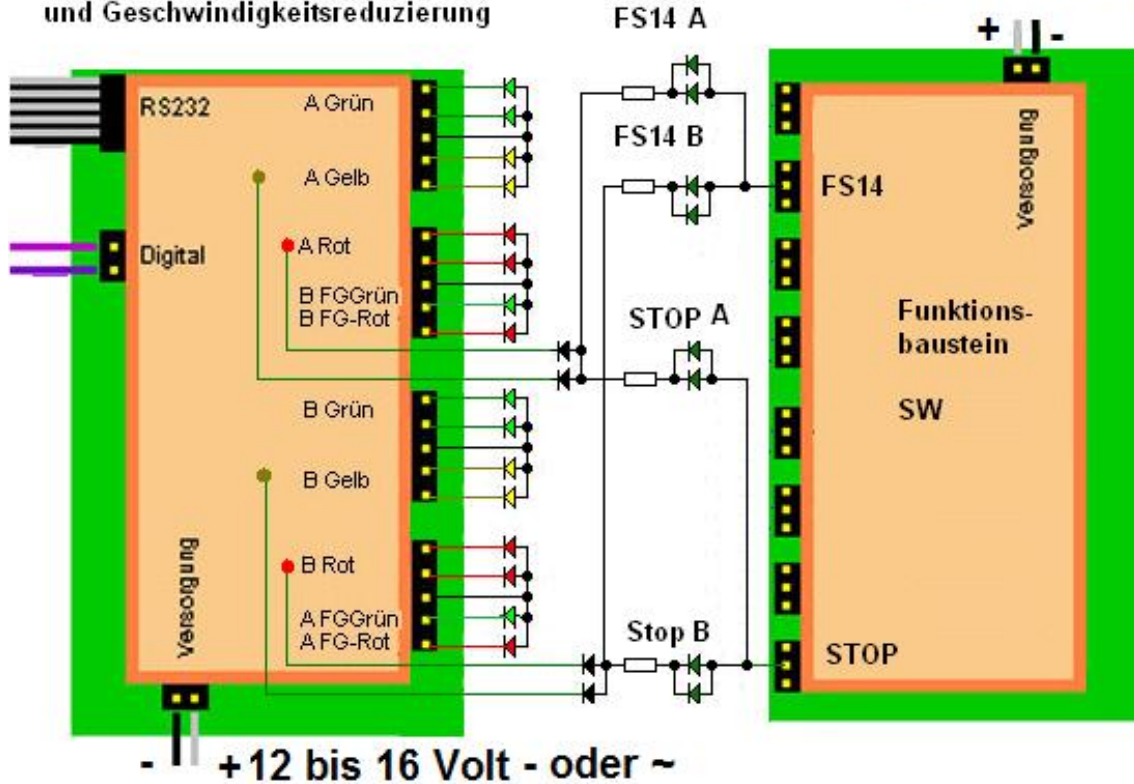 und Geschwindigkeitsreduzierung
RS232
A Grün
A Gelb
Digital
A Rot
B FGGrün
B FG-Rot
B Grün
B Gelb
B Rot
A FGGrün
A FG-Rot
Versorgung
- +12 bis 16 Volt - oder ~
FS14 A
FS14 B
STOP A
Stop B
+ -
Versorgung
FS14
Funktions-
baustein
SW
STOP